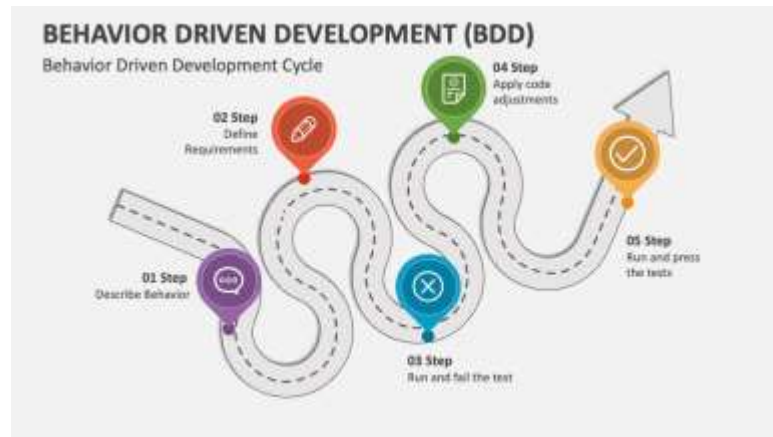 BEHAVIOR DRIVEN DEVELOPMENT (BDD)
Behavior Driven Development Cycle
01 Step
Describe Behavior
02 Step
Define
Requirements
03 Step
Run and fail the test
04 Step
Apply code
adjustments
05 Step
Run and press
the tests